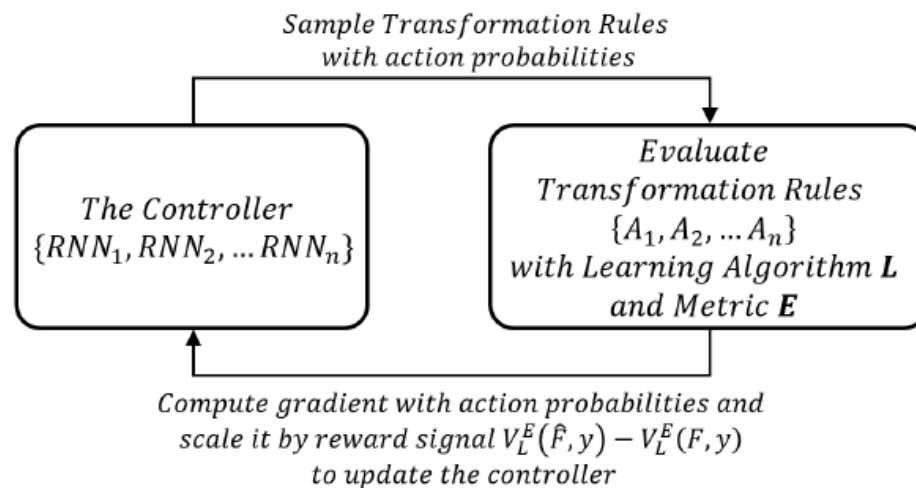 Sample Transformation Rules
with action probabilities
The Controller
{RNN₁, RNN₂, … RNNₙ}
Evaluate
Transformation Rules
{A₁, A₂, … Aₙ}
with Learning Algorithm L
and Metric E
Compute gradient with action probabilities and
scale it by reward signal V_L^E(F̂, y) − V_L^E(F, y)
to update the controller